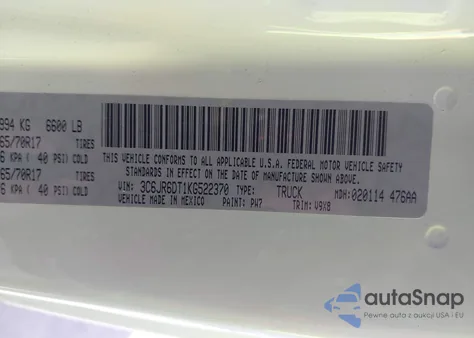 994 KG 6600 LB
65/70R17 TIRES
6 KPA ( 40 PSI) COLD
65/70R17 TIRES
6 KPA ( 40 PSI) COLD
THIS VEHICLE CONFORMS TO ALL APPLICABLE U.S.A. FEDERAL MOTOR VEHICLE SAFETY
STANDARDS IN EFFECT ON THE DATE OF MANUFACTURE SHOWN ABOVE.
VIN: 3C6JR6DT1KG522370 TYPE: TRUCK MDH: 020114 476AA
VEHICLE MADE IN MEXICO PAINT: PW7 TRIM: V9X8
autoSnap
Pewne auta z aukcji USA i EU